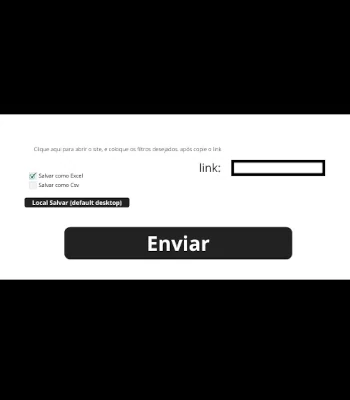 Clique aqui para abrir o site, e coloque os filtros desejados, após copie o link
link:
Salvar como Excel
Salvar como Csv
Local Salvar (default desktop)
Enviar